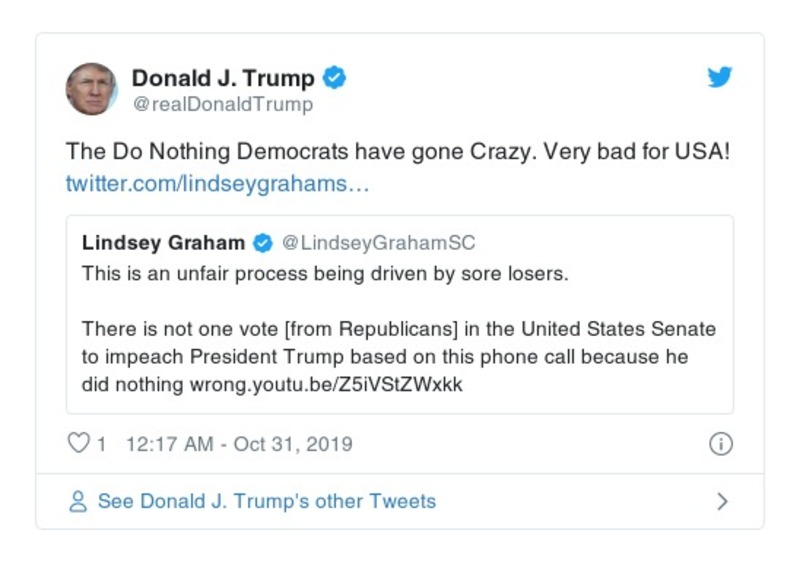 Donald J. Trump
@realDonaldTrump
The Do Nothing Democrats have gone Crazy. Very bad for USA!
twitter.com/lindseygrahams…
Lindsey Graham @LindseyGrahamSC
This is an unfair process being driven by sore losers.
There is not one vote [from Republicans] in the United States Senate
to impeach President Trump based on this phone call because he
did nothing wrong.youtu.be/Z5iVStZWxkk
1 12:17 AM - Oct 31, 2019
See Donald J. Trump's other Tweets